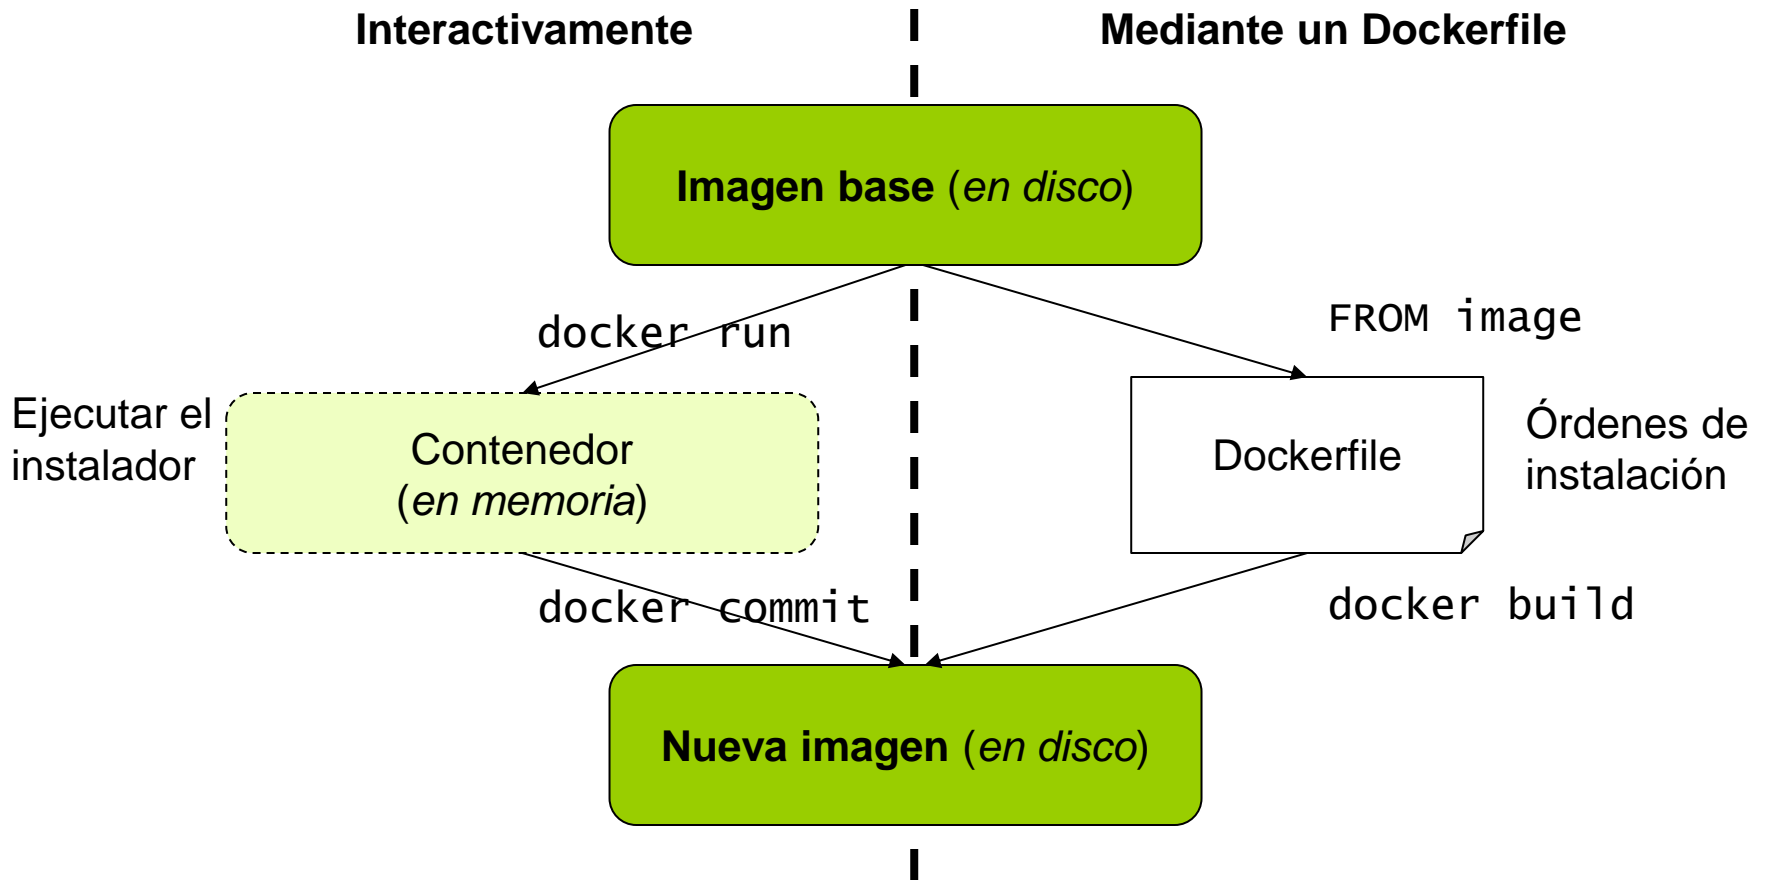 Interactivamente
Mediante un Dockerfile
Imagen base (en disco)
docker run
FROM image
Ejecutar el
instalador
Contenedor
(en memoria)
Dockerfile
Órdenes de
instalación
docker commit
docker build
Nueva imagen (en disco)